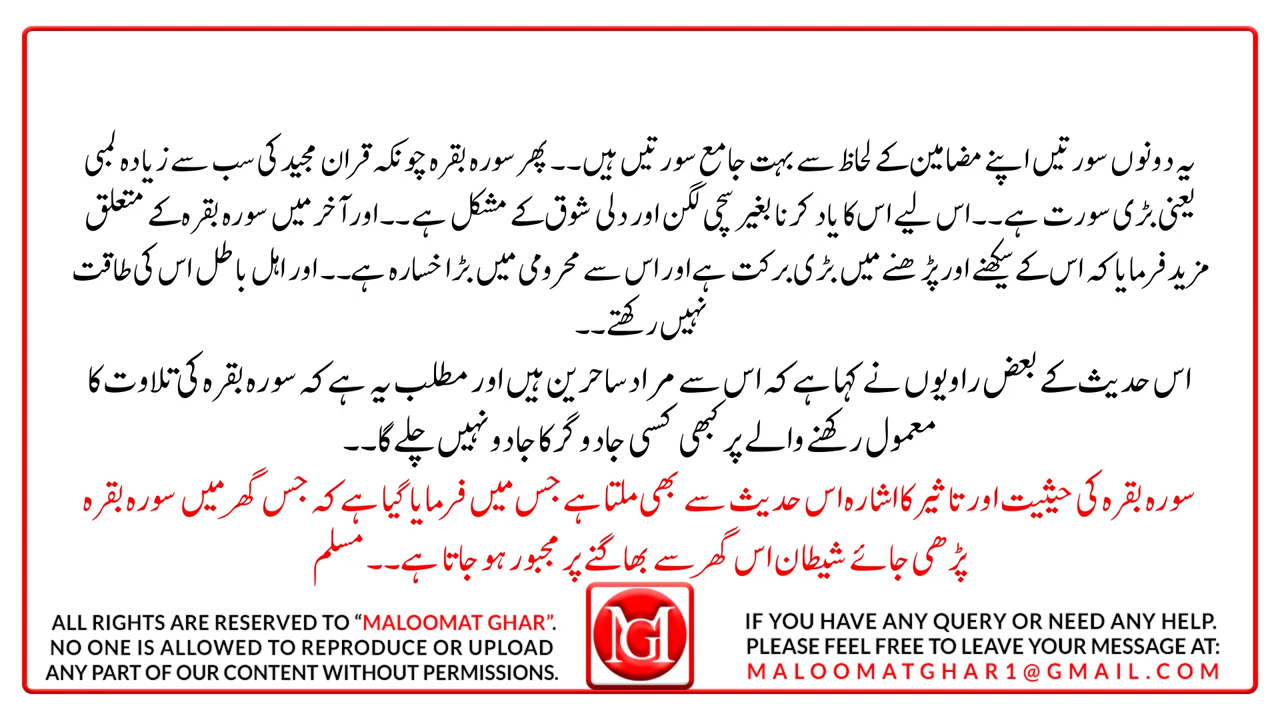 یہ دونوں سورتیں اپنے مضامین کے لحاظ سے بہت جامع سورتیں ہیں۔۔ پھر سورہ بقرہ چونکہ قران مجید کی سب سے زیادہ لمبی
یعنی بڑی سورت ہے۔۔اس لیے اس کا یاد کرنا بغیر سچی لگن اور دلی شوق کے مشکل ہے۔۔اور آخر میں سورہ بقرہ کے متعلق
مزید فرمایا کہ اس کے سیکھنے اور پڑھنے میں بڑی برکت ہے اور اس سے محرومی میں بڑا خسارہ ہے۔۔اور اہل باطل اس کی طاقت
نہیں رکھتے۔۔
اس حدیث کے بعض راویوں نے کہا ہے کہ اس سے مراد ساحرین ہیں اور مطلب یہ ہے کہ سورہ بقرہ کی تلاوت کا
معمول رکھنے والے پر کبھی کسی جادوگر کا جادو نہیں چلے گا۔۔
سورہ بقرہ کی حیثیت اور تاثیر کا اشارہ اس حدیث سے بھی ملتا ہے جس میں فرمایا گیا ہے کہ جس گھر میں سورہ بقرہ
پڑھی جائے شیطان اس گھر سے بھاگنے پر مجبور ہو جاتا ہے۔۔ مسلم
ALL RIGHTS ARE RESERVED TO “MALOOMAT GHAR”.
NO ONE IS ALLOWED TO REPRODUCE OR UPLOAD
ANY PART OF OUR CONTENT WITHOUT PERMISSIONS.
MG
IF YOU HAVE ANY QUERY OR NEED ANY HELP.
PLEASE FEEL FREE TO LEAVE YOUR MESSAGE AT:
MALOOMATGHAR1@GMAIL.COM